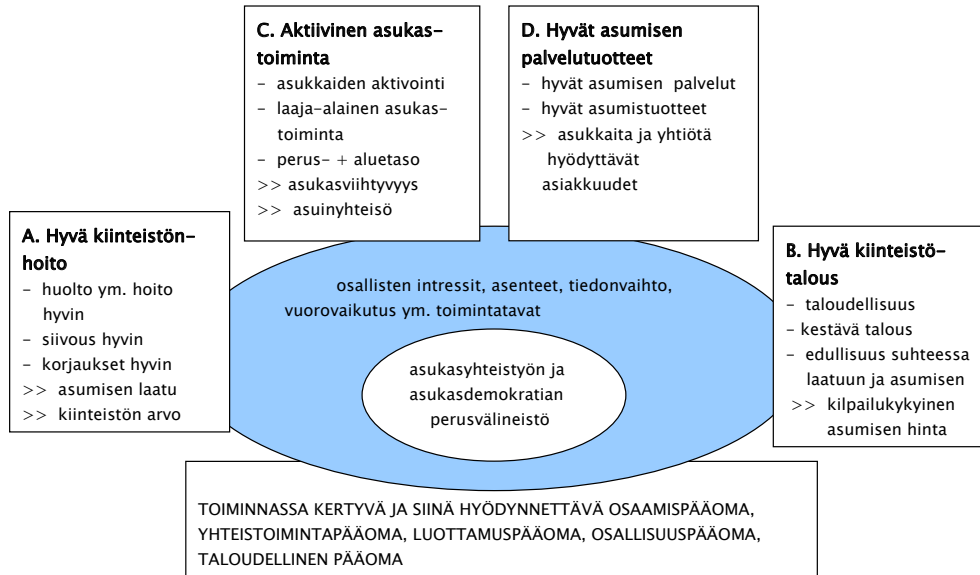 C. Aktiivinen asukas–
toiminta
– asukkaiden aktivointi
– laaja–alainen asukas–
toiminta
– perus– + aluetaso
>> asukasviihtyvyys
>> asuinyhteisö
D. Hyvät asumisen
palvelutuotteet
– hyvät asumisen palvelut
– hyvät asumistuotteet
>> asukkaita ja yhtiötä
hyödyttävät
asiakkuudet
A. Hyvä kiinteistön–
hoito
– huolto ym. hoito
hyvin
– siivous hyvin
– korjaukset hyvin
>> asumisen laatu
>> kiinteistön arvo
osallisten intressit, asenteet, tiedonvaihto,
vuorovaikutus ym. toimintatavat
asukasyhteistyön ja
asukasdemokratian
perusvälineistö
B. Hyvä kiinteistö–
talous
– taloudellisuus
– kestävä talous
– edullisuus suhteessa
laatuun ja asumisen
>> kilpailukykyinen
asumisen hinta
TOIMINNASSA KERTYVÄ JA SIINÄ HYÖDYNNETTÄVÄ OSAAMISPÄÄOMA,
YHTEISTOIMINTAPÄÄOMA, LUOTTAMUSPÄÄOMA, OSALLISUUSPÄÄOMA,
TALOUDELLINEN PÄÄOMA